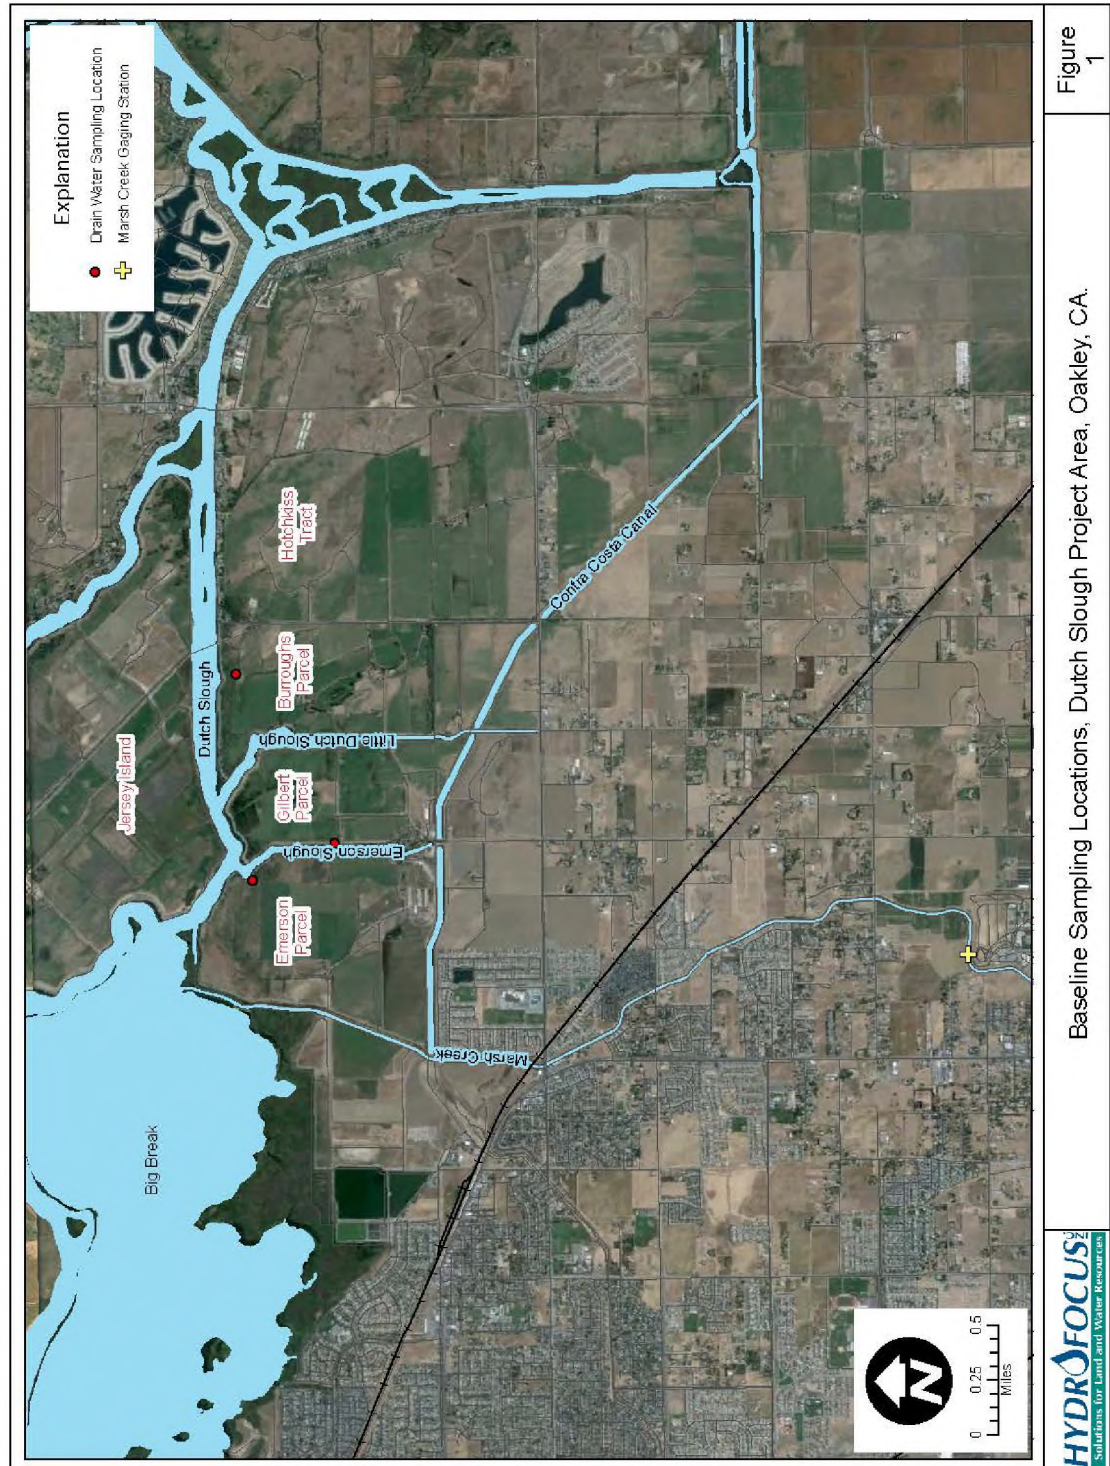 Explanation
Drain Water Sampling Location
Marsh Creek Gaging Station
Jersey Island
Big Break
Dutch Slough
Emerson
Parcel
Gilbert
Parcel
Burroughs
Parcel
Hotchkiss
Tract
Emerson Slough
Little Dutch Slough
Marsh Creek
Contra Costa Canal
N
0 0.25 0.5
Miles
HYDROFOCUS INC
Solutions for Land and Water Resources
Baseline Sampling Locations, Dutch Slough Project Area, Oakley, CA.
Figure
1